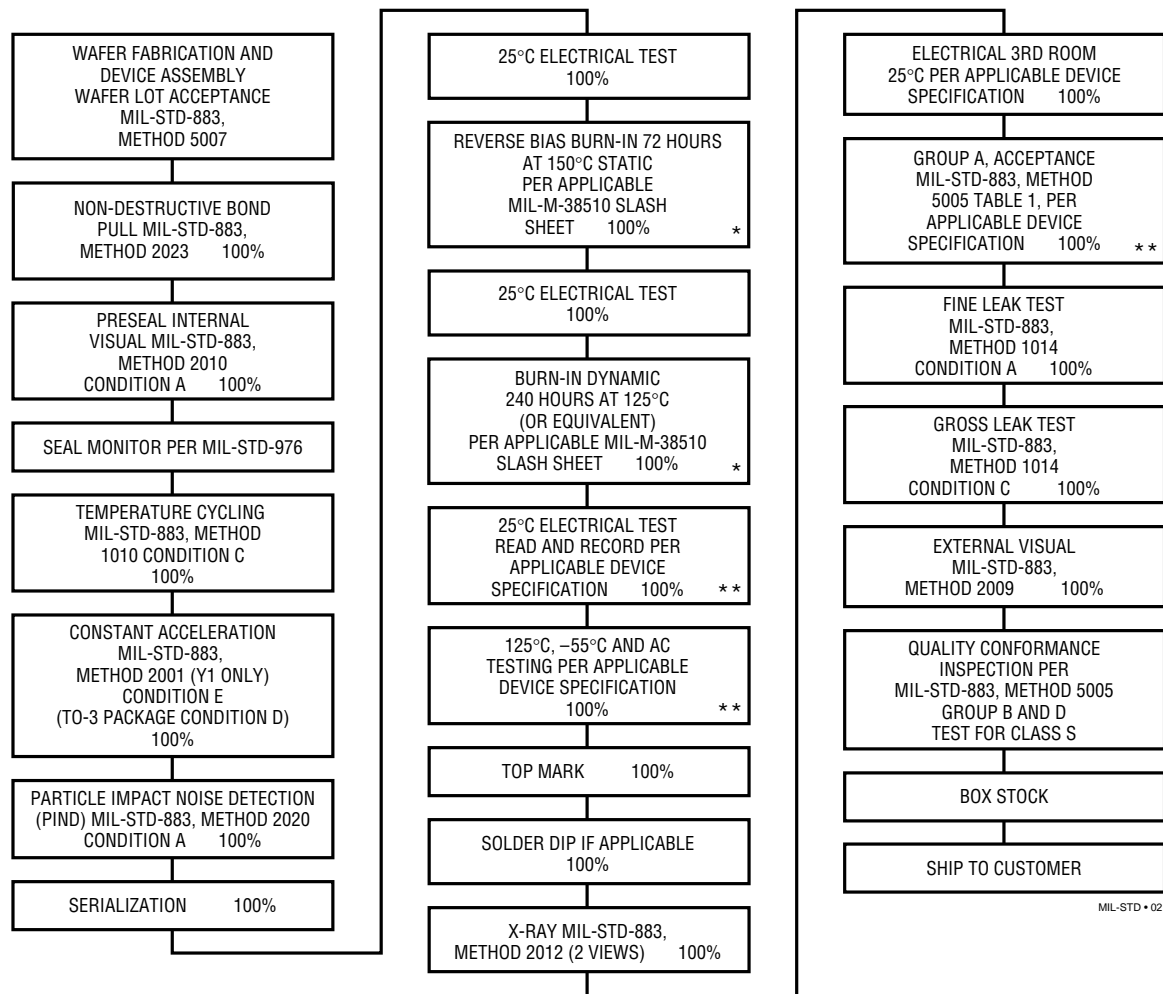 WAFER FABRICATION AND
DEVICE ASSEMBLY
WAFER LOT ACCEPTANCE
MIL-STD-883,
METHOD 5007
NON-DESTRUCTIVE BOND
PULL MIL-STD-883,
METHOD 2023 100%
PRESEAL INTERNAL
VISUAL MIL-STD-883,
METHOD 2010
CONDITION A 100%
SEAL MONITOR PER MIL-STD-976
TEMPERATURE CYCLING
MIL-STD-883, METHOD
1010 CONDITION C
100%
CONSTANT ACCELERATION
MIL-STD-883,
METHOD 2001 (Y1 ONLY)
CONDITION E
(TO-3 PACKAGE CONDITION D)
100%
PARTICLE IMPACT NOISE DETECTION
(PIND) MIL-STD-883, METHOD 2020
CONDITION A 100%
SERIALIZATION 100%
25°C ELECTRICAL TEST
100%
REVERSE BIAS BURN-IN 72 HOURS
AT 150°C STATIC
PER APPLICABLE
MIL-M-38510 SLASH
SHEET 100% *
25°C ELECTRICAL TEST
100%
BURN-IN DYNAMIC
240 HOURS AT 125°C
(OR EQUIVALENT)
PER APPLICABLE MIL-M-38510
SLASH SHEET 100% *
25°C ELECTRICAL TEST
READ AND RECORD PER
APPLICABLE DEVICE
SPECIFICATION 100% **
125°C, –55°C AND AC
TESTING PER APPLICABLE
DEVICE SPECIFICATION
100% **
TOP MARK 100%
SOLDER DIP IF APPLICABLE
100%
X-RAY MIL-STD-883,
METHOD 2012 (2 VIEWS) 100%
ELECTRICAL 3RD ROOM
25°C PER APPLICABLE DEVICE
SPECIFICATION 100%
GROUP A, ACCEPTANCE
MIL-STD-883, METHOD
5005 TABLE 1, PER
APPLICABLE DEVICE
SPECIFICATION 100% **
FINE LEAK TEST
MIL-STD-883,
METHOD 1014
CONDITION A 100%
GROSS LEAK TEST
MIL-STD-883,
METHOD 1014
CONDITION C 100%
EXTERNAL VISUAL
MIL-STD-883,
METHOD 2009 100%
QUALITY CONFORMANCE
INSPECTION PER
MIL-STD-883, METHOD 5005
GROUP B AND D
TEST FOR CLASS S
BOX STOCK
SHIP TO CUSTOMER
MIL-STD • 02